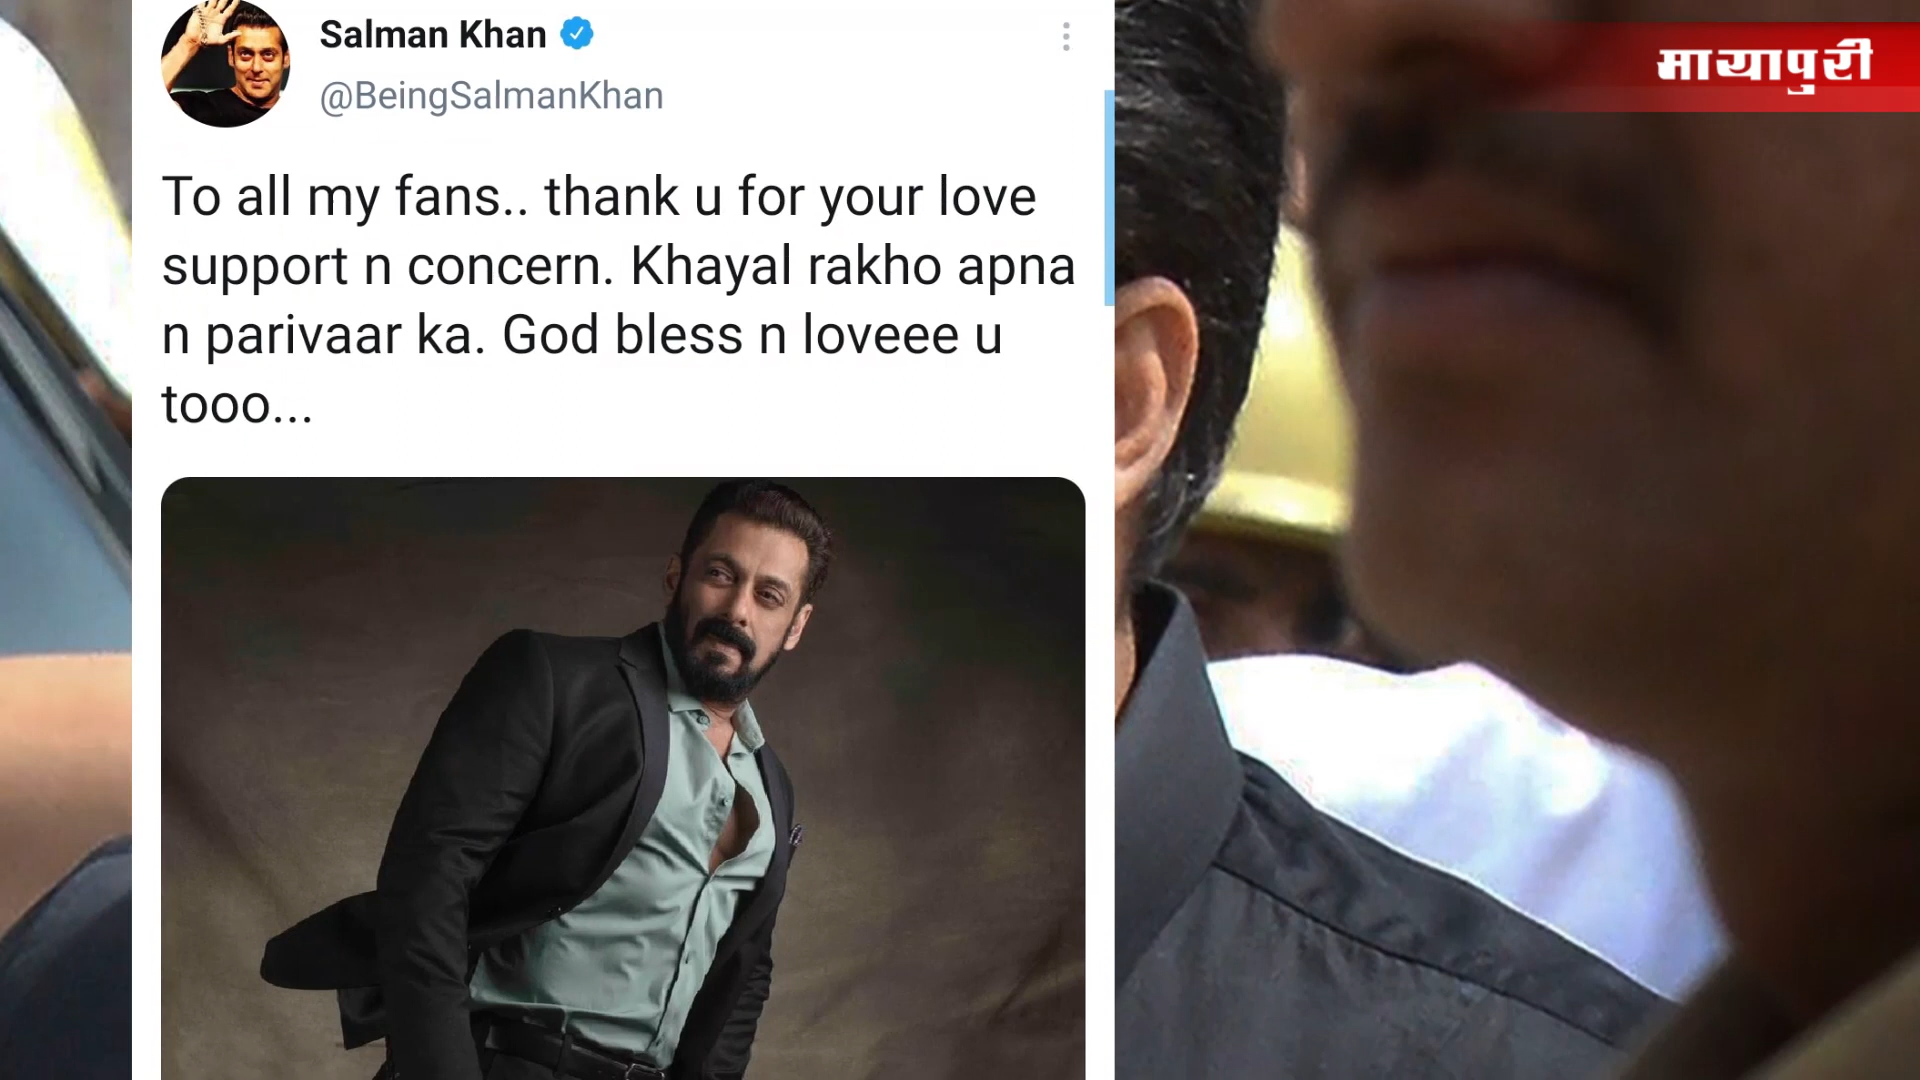 Salman Khan
@BeingSalmanKhan
मायापुरी
To all my fans.. thank u for your love
support n concern. Khayal rakho apna
n parivaar ka. God bless n loveee u
tooo...